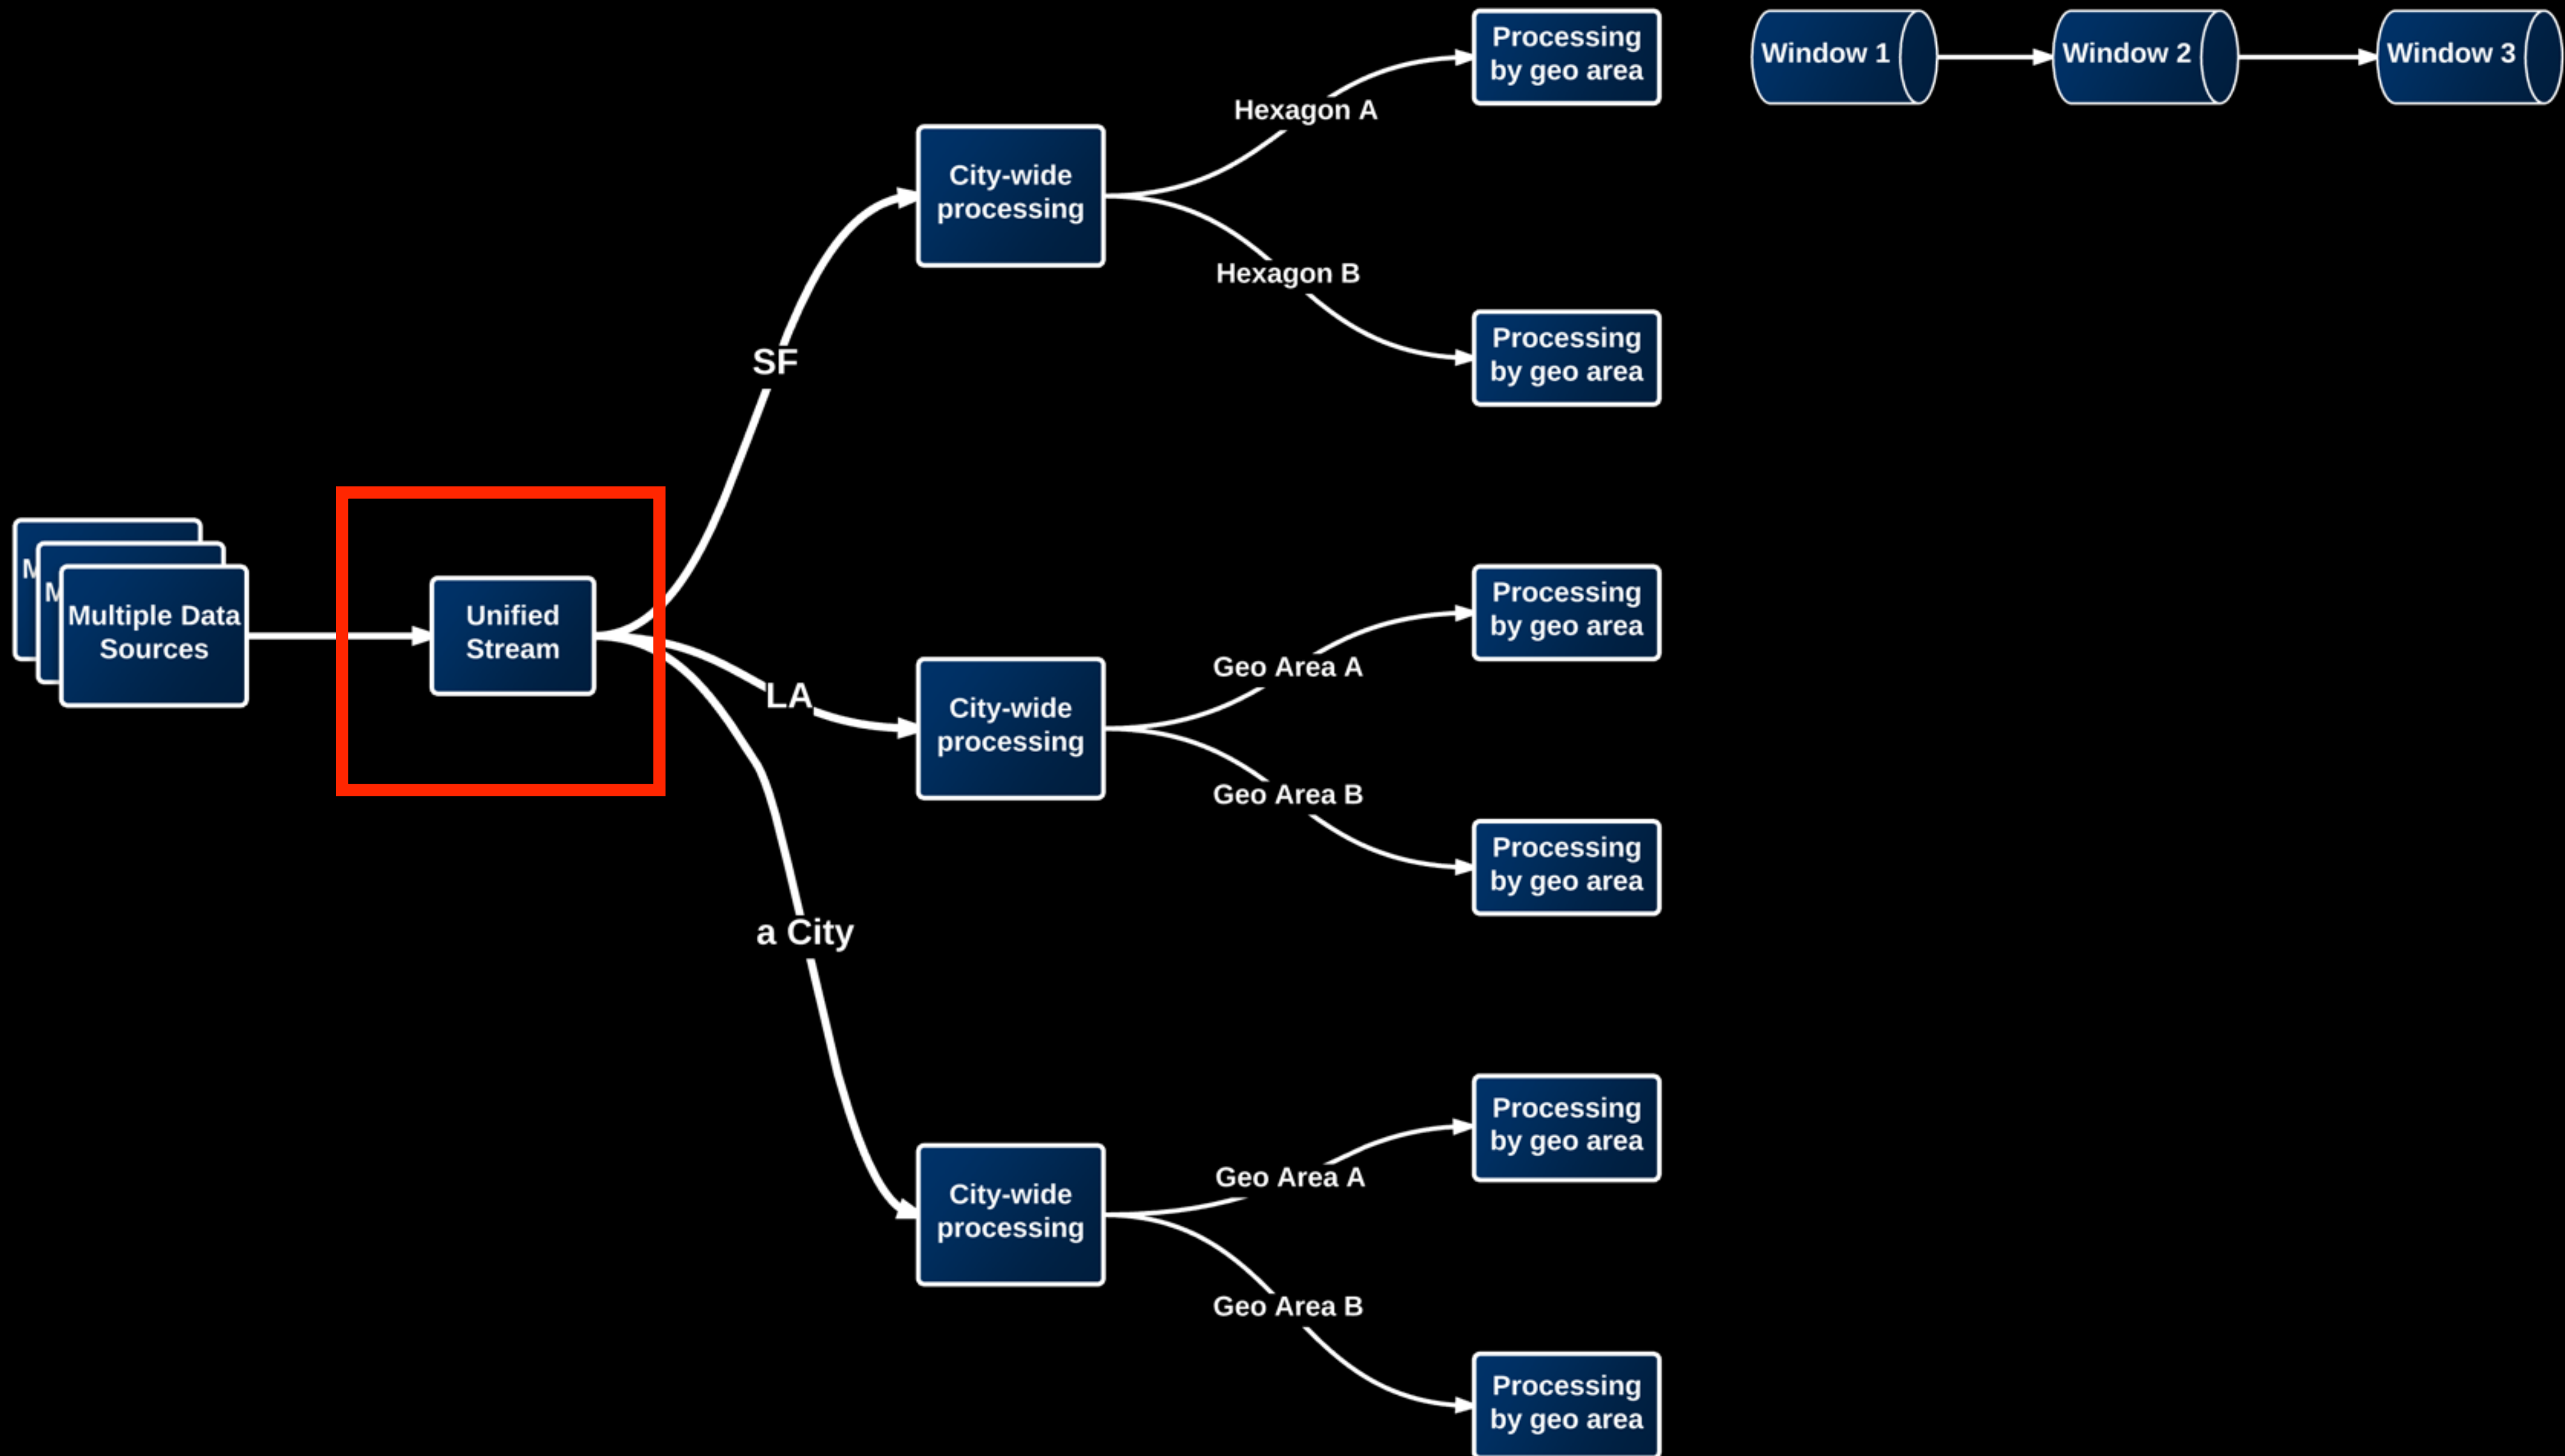 Processing
by geo area
Window 1
Window 2
Window 3
Hexagon A
City-wide
processing
Hexagon B
Processing
by geo area
SF
M
M
Multiple Data
Sources
Unified
Stream
Processing
by geo area
Geo Area A
LA
City-wide
processing
Geo Area B
Processing
by geo area
a City
Processing
by geo area
Geo Area A
City-wide
processing
Geo Area B
Processing
by geo area